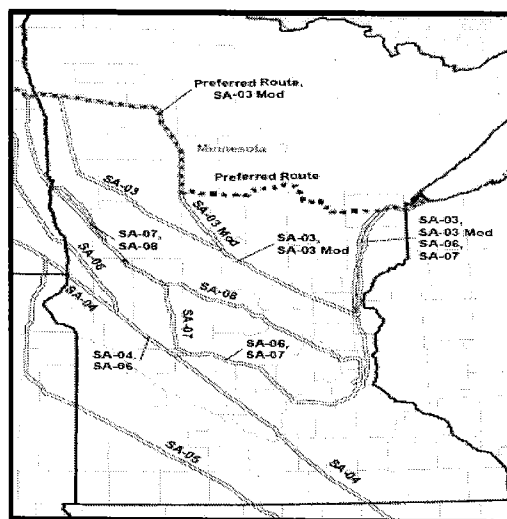 Preferred Route,
SA-03 Mod
Minnesota
Preferred Route
SA-03
SA-03 Mod
SA-03,
SA-03 Mod
SA-03,
SA-03 Mod
SA-06,
SA-07
SA-07,
SA-08
SA-06
SA-04
SA-08
SA-07
SA-06,
SA-07
SA-04,
SA-06
SA-05
SA-04